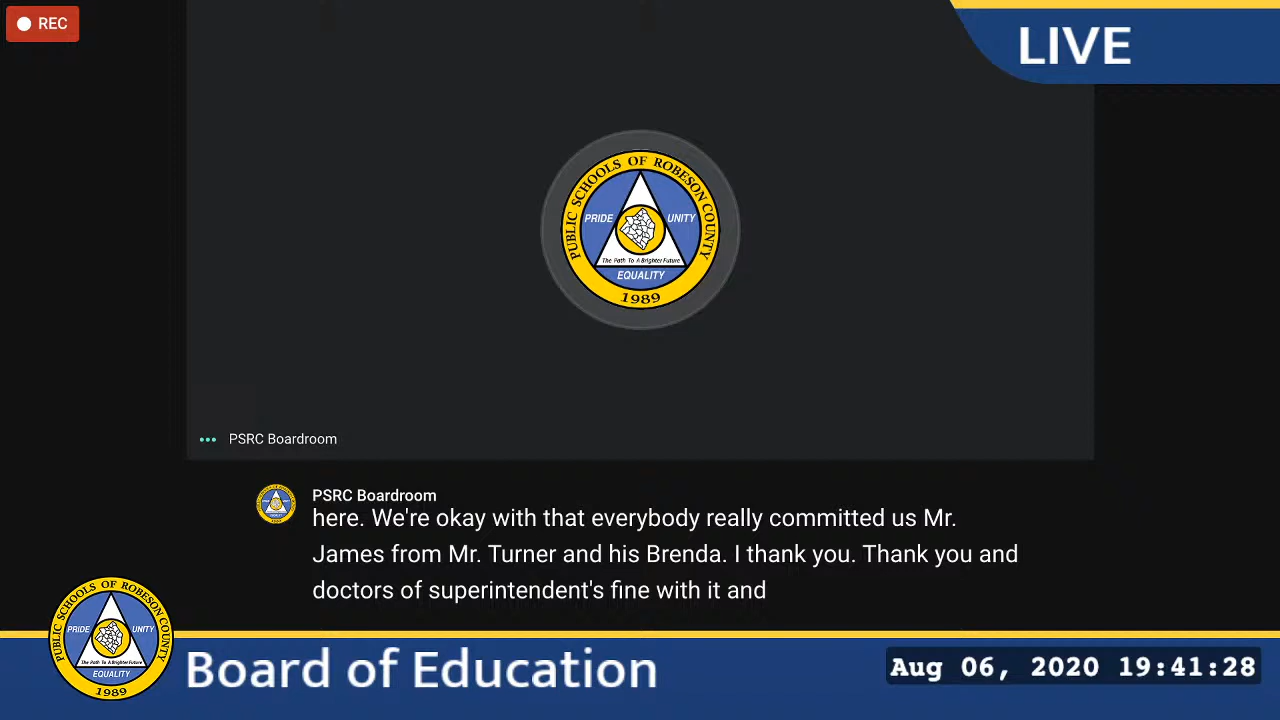 REC
LIVE
PUBLIC SCHOOLS OF ROBESON COUNTY
PRIDE
UNITY
The Path To A Brighter Future
EQUALITY
1989
PSRC Boardroom
PSRC Boardroom
here. We're okay with that everybody really committed us Mr.
James from Mr. Turner and his Brenda. I thank you. Thank you and
doctors of superintendent's fine with it and
PUBLIC SCHOOLS OF ROBESON COUNTY
PRIDE
UNITY
The Path To A Brighter Future
EQUALITY
1989
Board of Education
Aug 06, 2020 19:41:28